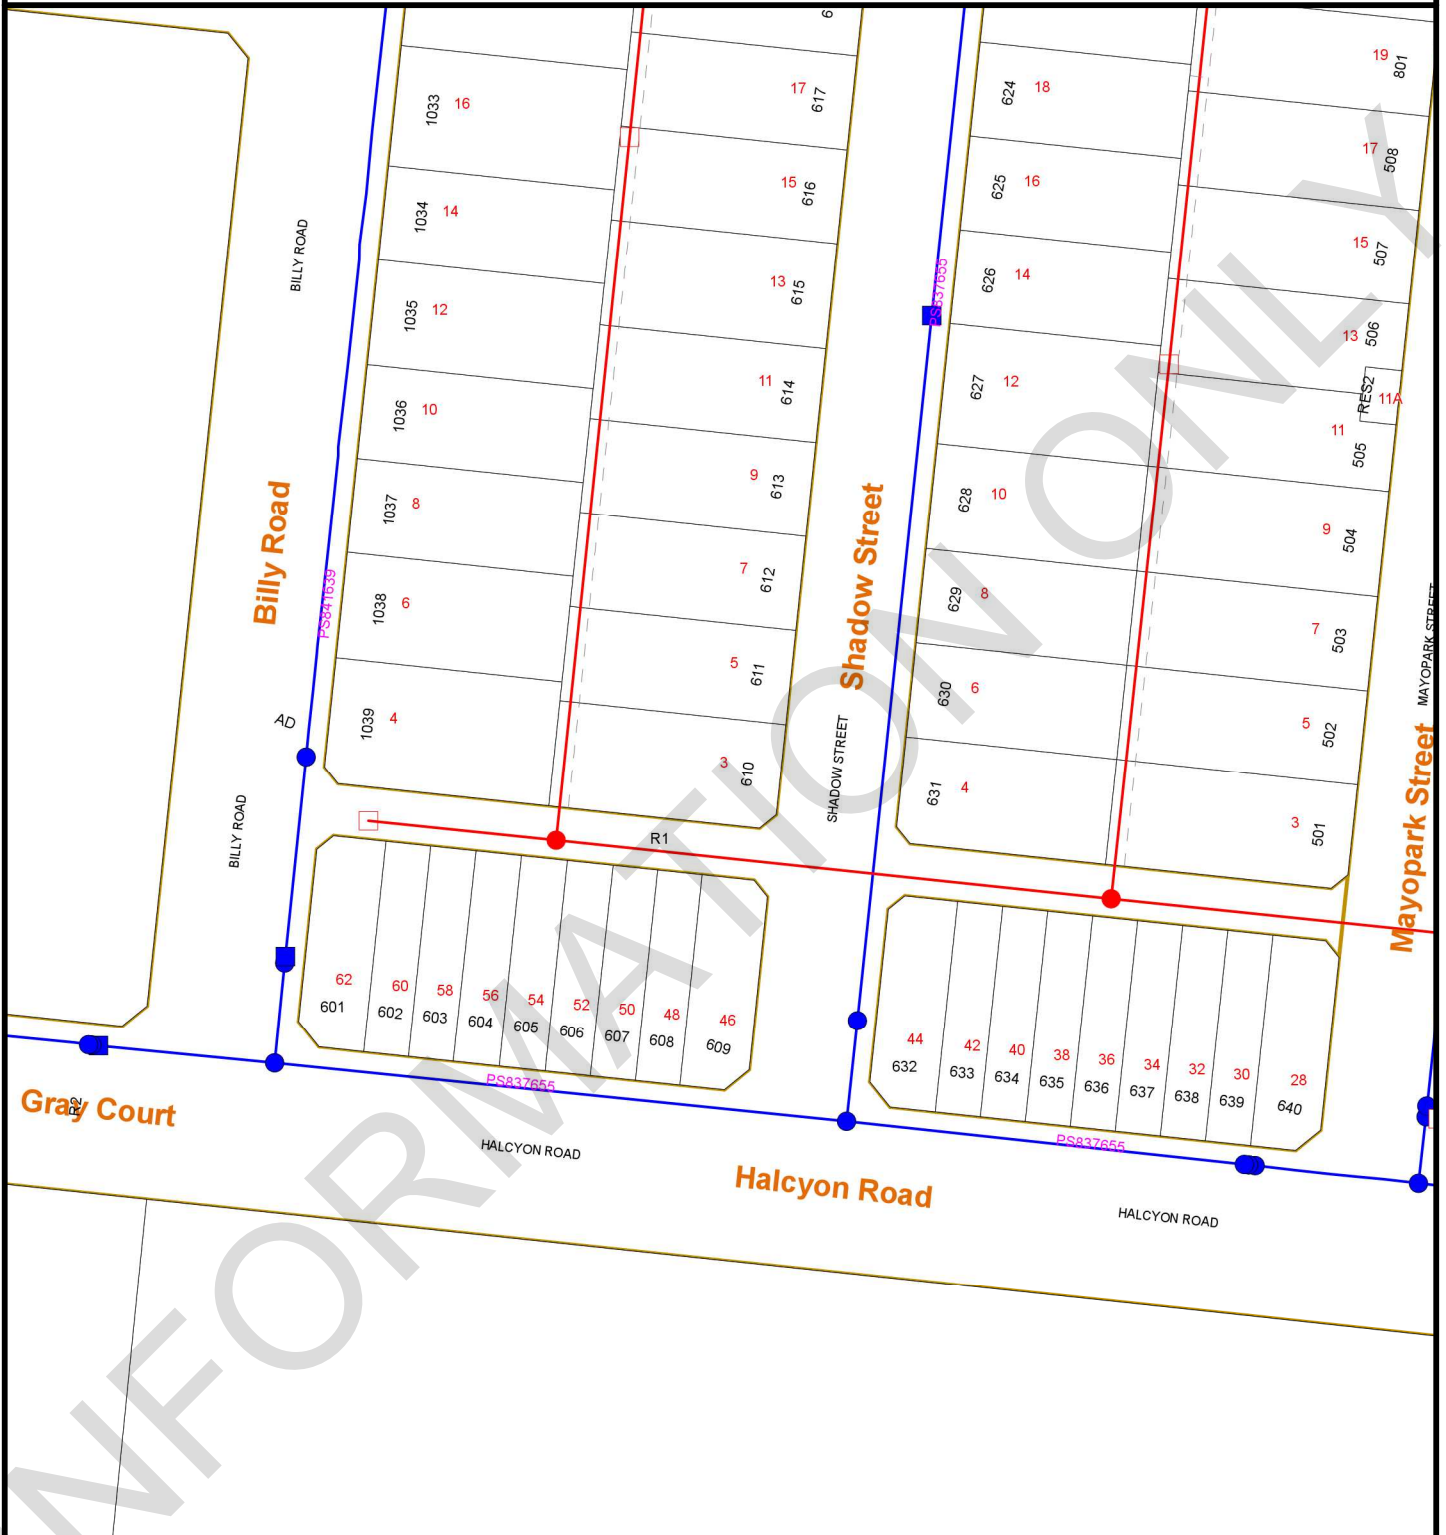 6
1033 16
17 617
624 18
19 801
1034 14
15 616
625 16
17 508
BILLY ROAD
1035 12
13 615
626 14
15 507
PS837655
1036 10
11 614
627 12
13 506
RES2
11A
11 505
Billy Road
1037 8
9 613
Shadow Street
628 10
9 504
PS841639
1038 6
7 612
629 8
7 503
MAYOPARK STREET
AD
1039 4
5 611
630 6
5 502
Mayopark Street
BILLY ROAD
3 610
SHADOW STREET
631 4
3 501
R1
62 60 58 56 54 52 50 48 46
601 602 603 604 605 606 607 608 609
44 42 40 38 36 34 32 30 28
632 633 634 635 636 637 638 639 640
PS837655
PS837655
Gray Court
R2
HALCYON ROAD
Halcyon Road
HALCYON ROAD
NFORMATION ONLY